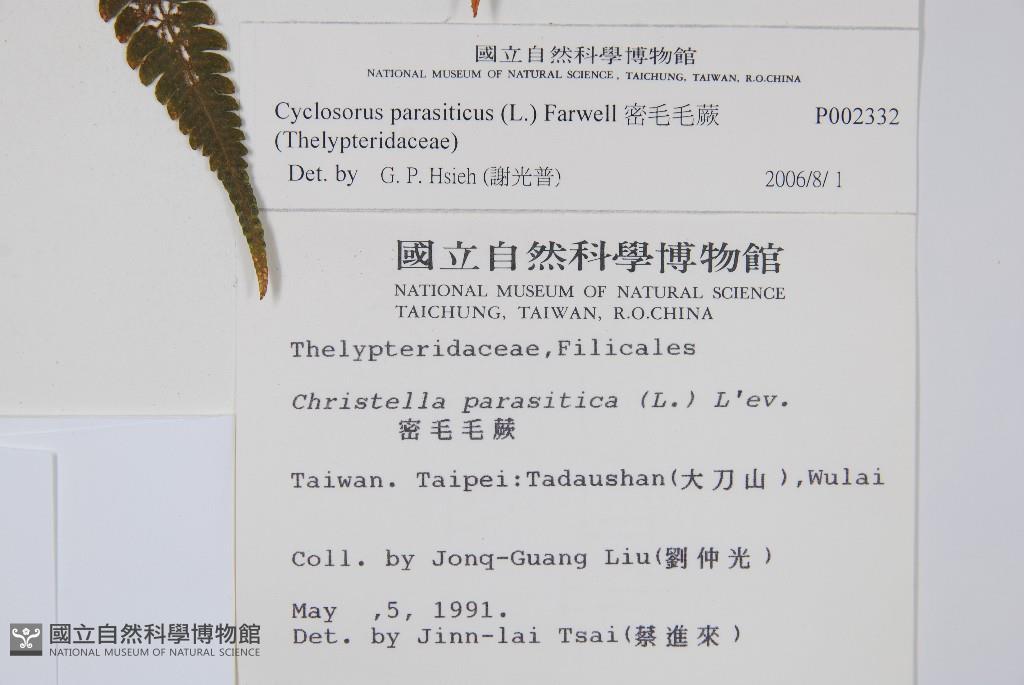 國立自然科學博物館
NATIONAL MUSEUM OF NATURAL SCIENCE, TAICHUNG, TAIWAN, R.O.CHINA
Cyclosorus parasiticus (L.) Farwell 密毛毛蕨 P002332
(Thelypteridaceae)
Det. by G. P. Hsieh (謝光普) 2006/8/ 1
國立自然科學博物館
NATIONAL MUSEUM OF NATURAL SCIENCE
TAICHUNG, TAIWAN, R.O.CHINA
Thelypteridaceae,Filicales
Christella parasitica (L.) L'ev.
密毛毛蕨
Taiwan. Taipei:Tadaushan(大刀山),Wulai
Coll. by Jonq-Guang Liu(劉仲光)
May ,5, 1991.
Det. by Jinn-lai Tsai(蔡進來)
國立自然科學博物館
NATIONAL MUSEUM OF NATURAL SCIENCE